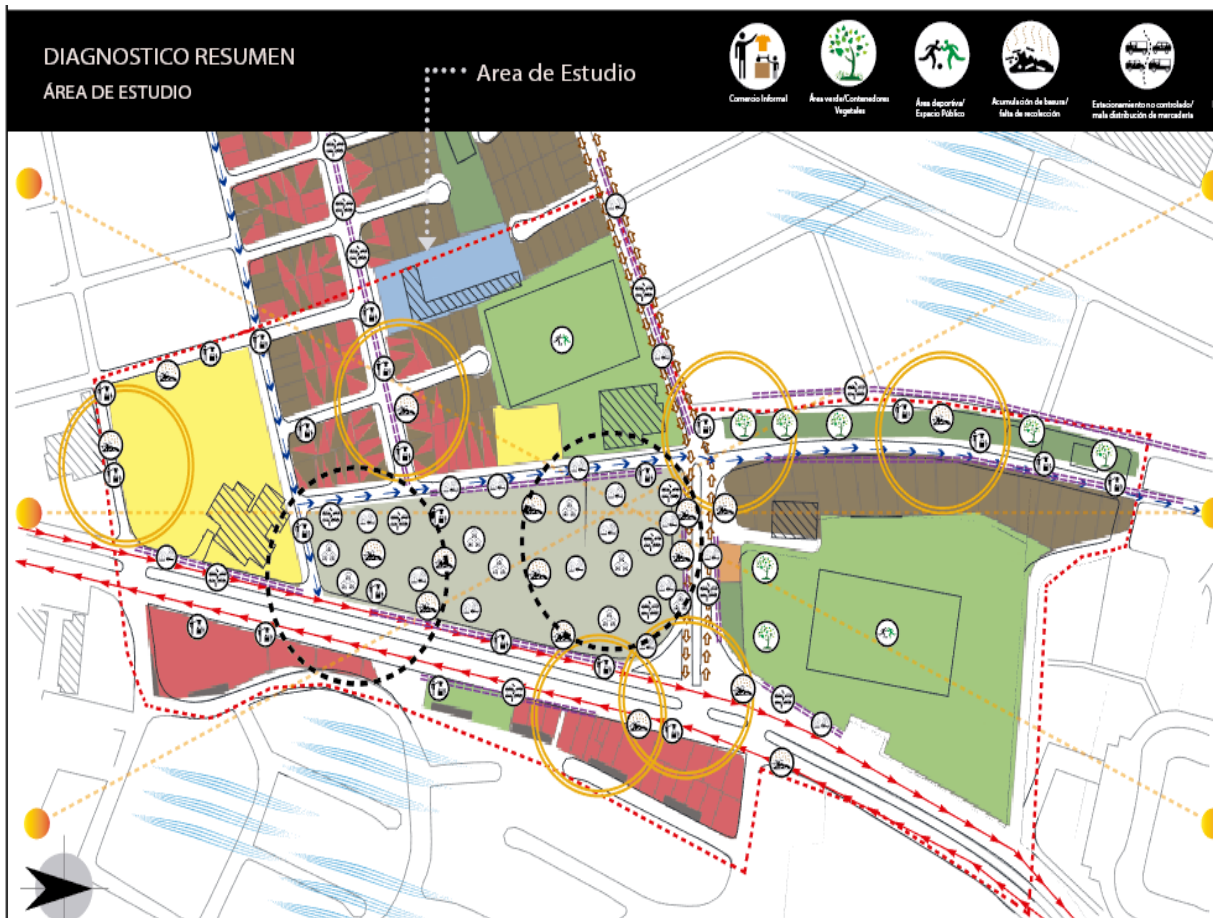 DIAGNOSTICO RESUMEN
ÁREA DE ESTUDIO
Area de Estudio
Comercio Informal
Área verde/Contenedores
Vegetales
Área deportiva/
Espacio Público
Acumulación de basura/
falta de recolección
Estacionamiento no controlado/
mala distribución de mercadería